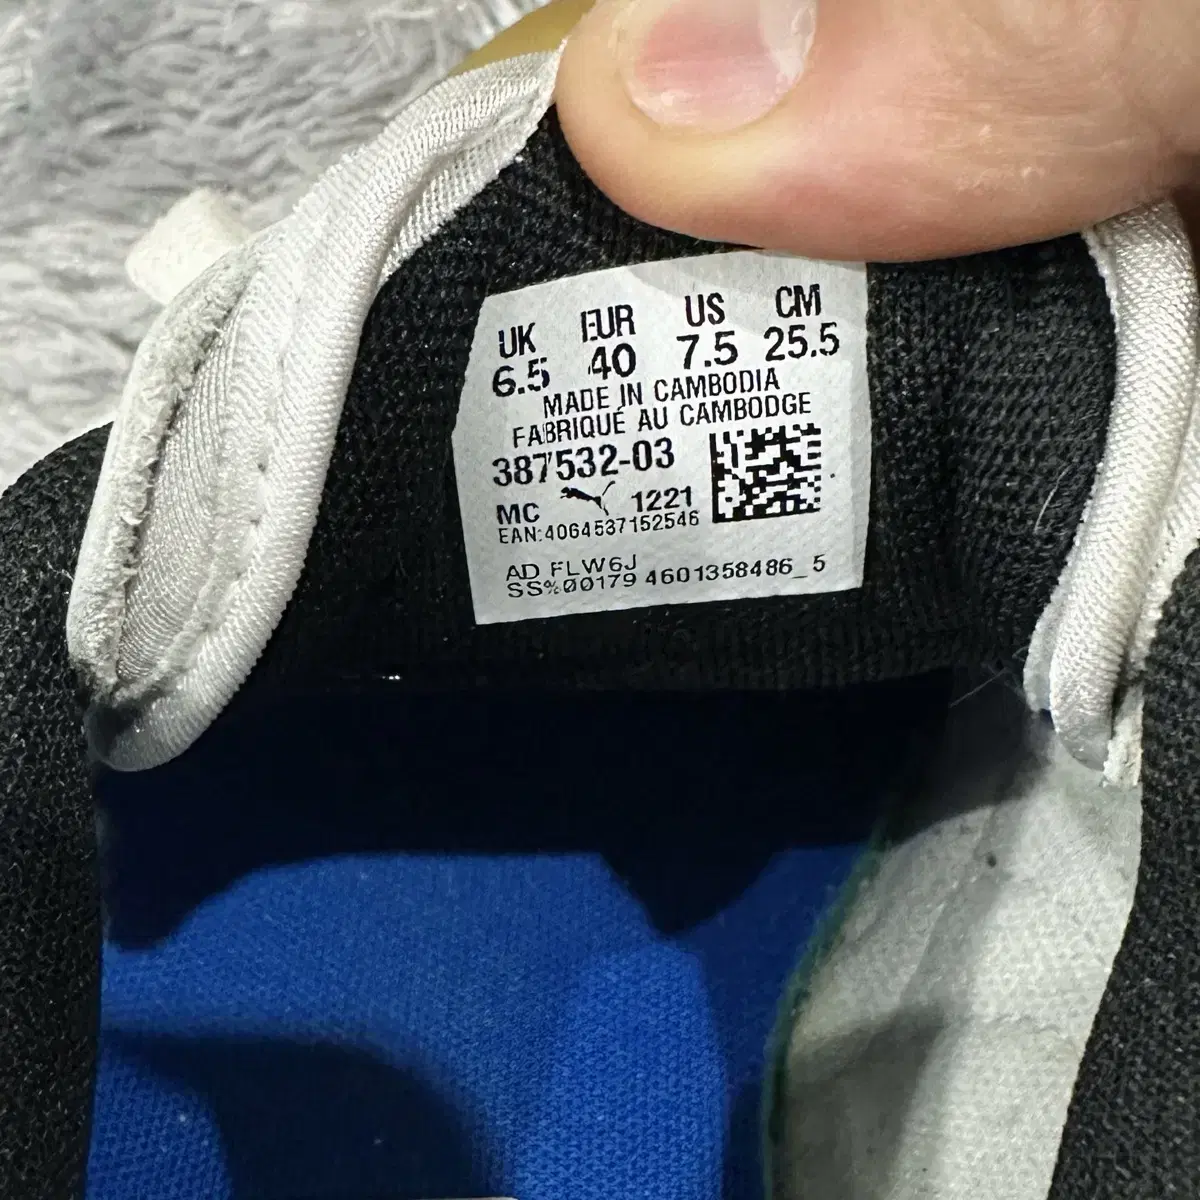 UK EUR US CM
6.5 40 7.5 25.5
MADE IN CAMBODIA
FABRIQUÉ AU CAMBODGE
387532-03
MC 1221
EAN:4064537152546
AD FLW6J
SS%00179 4601358486_5